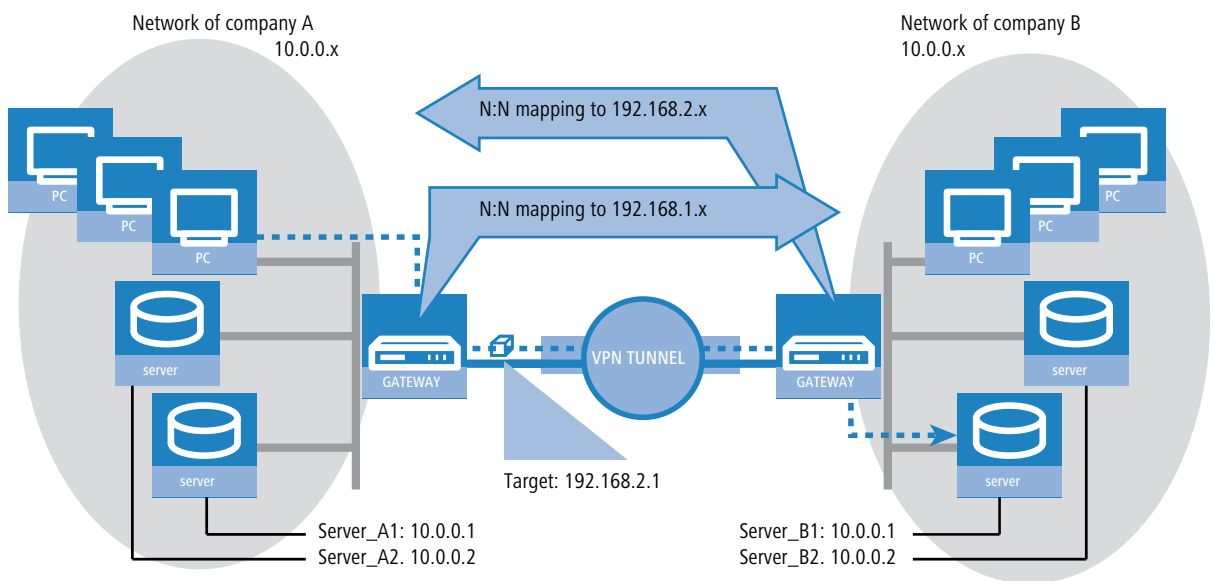 Network of company A
10.0.0.x
Network of company B
10.0.0.x
N:N mapping to 192.168.2.x
N:N mapping to 192.168.1.x
PC
PC
PC
PC
PC
PC
server
GATEWAY
VPN TUNNEL
GATEWAY
server
server
server
Target: 192.168.2.1
Server_A1: 10.0.0.1
Server_A2. 10.0.0.2
Server_B1: 10.0.0.1
Server_B2. 10.0.0.2